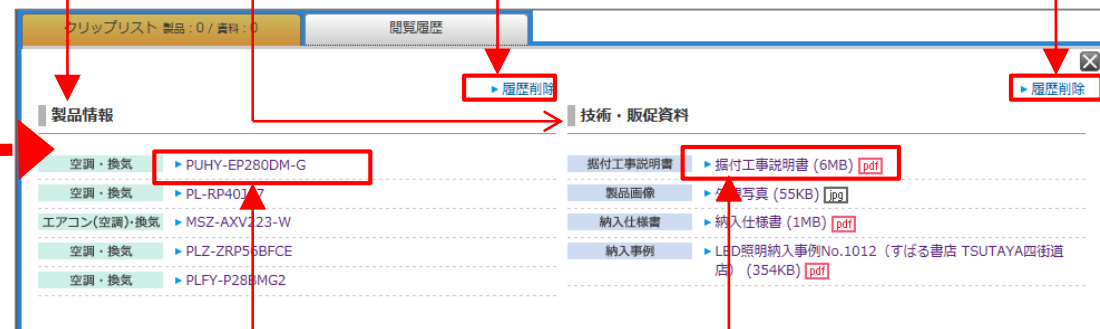 クリップリスト 製品：0 / 資料：0
閲覧履歴
▶履歴削除
製品情報
空調・換気 ▶PUHY-EP280DM-G
空調・換気
エアコン(空調)・換気 ▶MSZ-AXV223-W
空調・換気 ▶PLZ-ZRP56BFCE
空調・換気 ▶PLFY-P28BMG2
▶履歴削除
技術・販促資料
据付工事説明書 ▶据付工事説明書 (6MB) pdf
製品画像 ▶外観写真 (55KB) jpg
納入仕様書 ▶納入仕様書 (1MB) pdf
納入事例 ▶LED照明納入事例No.1012（すばる書店 TSUTAYA四街道
店） (354KB) pdf